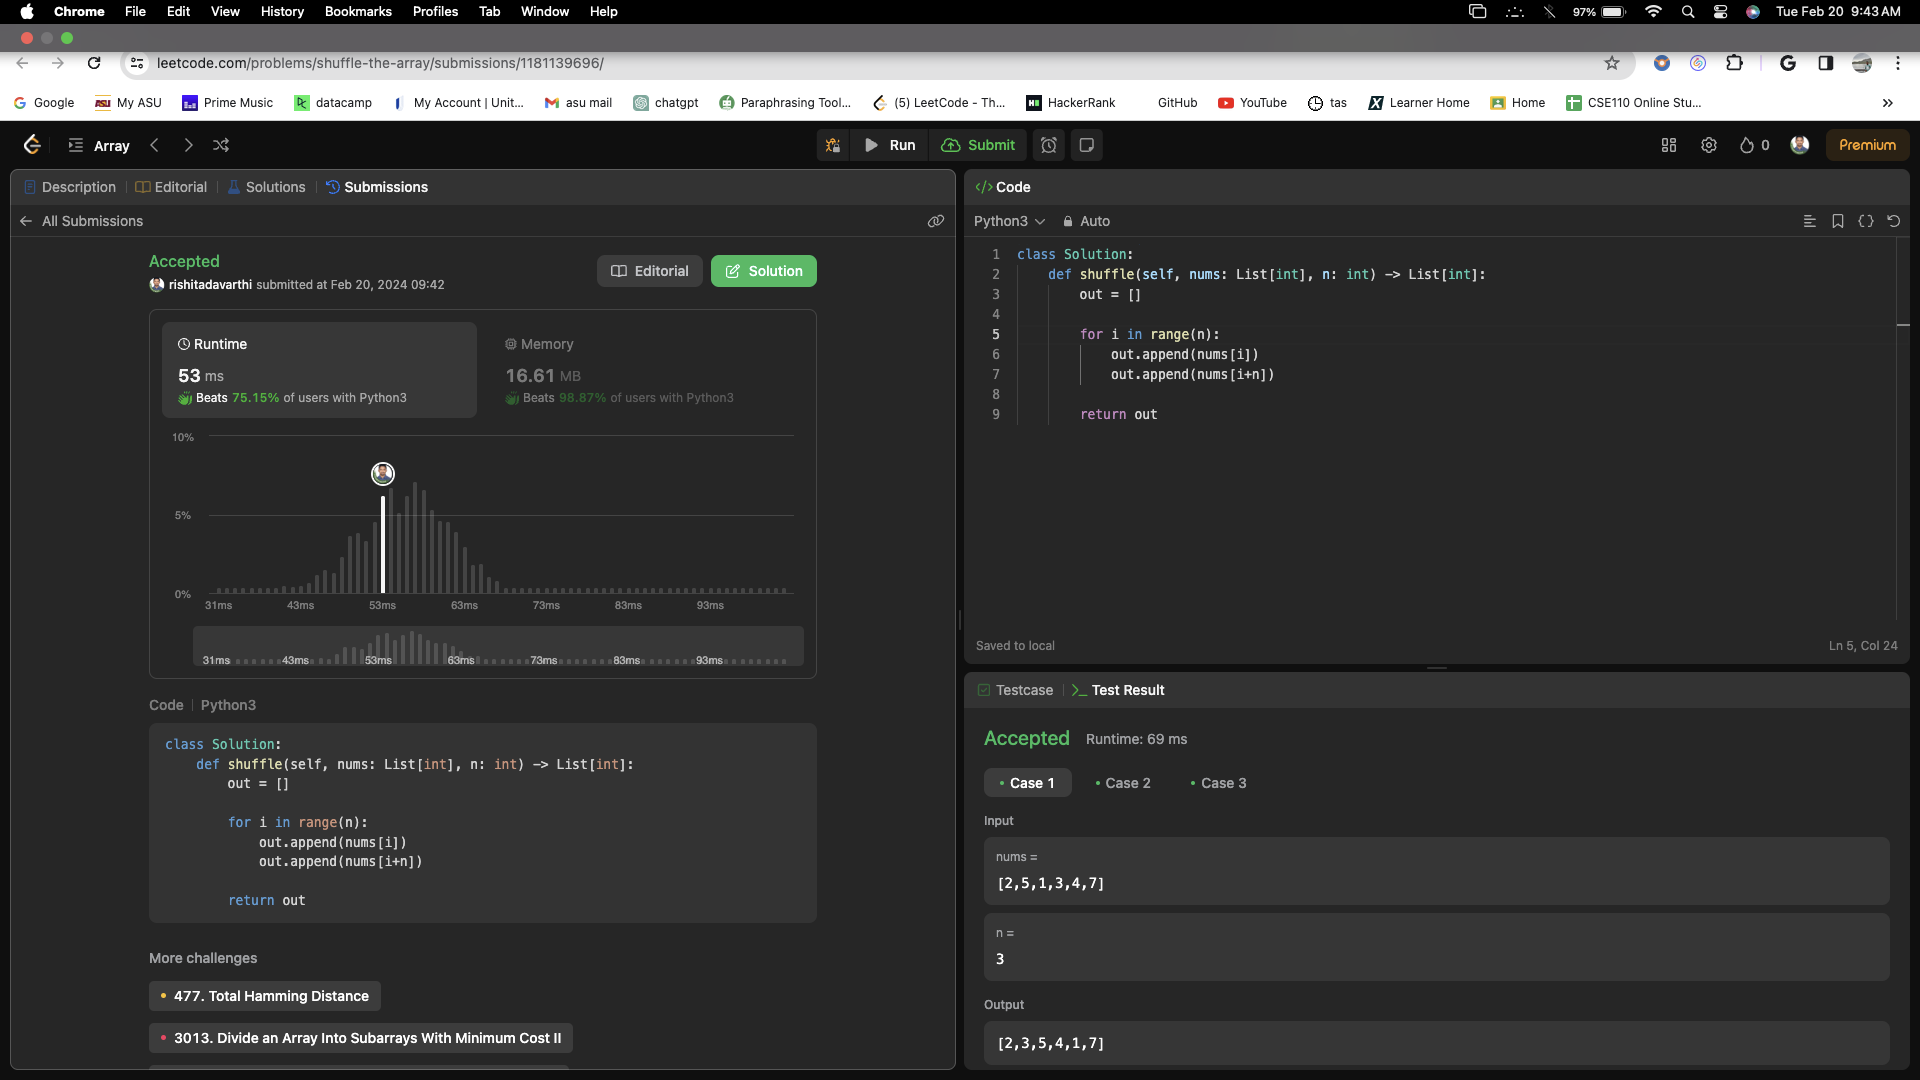 Chrome File Edit View History Bookmarks Profiles Tab Window Help 97% Tue Feb 20 9:43 AM
leetcode.com/problems/shuffle-the-array/submissions/1181139696/
Google My ASU Prime Music datacamp My Account | Unit... asu mail chatgpt Paraphrasing Tool... (5) LeetCode - Th... HackerRank GitHub YouTube tas Learner Home Home CSE110 Online Stu... »
Array Run Submit 0 Premium
Description Editorial Solutions Submissions
All Submissions
Accepted
rishitadavarthi submitted at Feb 20, 2024 09:42
Editorial Solution
Runtime
53 ms
Beats 75.15% of users with Python3
Memory
16.61 MB
Beats 98.87% of users with Python3
10%
5%
0%
31ms 43ms 53ms 63ms 73ms 83ms 93ms
31ms 43ms 53ms 63ms 73ms 83ms 93ms
Code | Python3
class Solution:
def shuffle(self, nums: List[int], n: int) -> List[int]:
out = []
for i in range(n):
out.append(nums[i])
out.append(nums[i+n])
return out
More challenges
477. Total Hamming Distance
3013. Divide an Array Into Subarrays With Minimum Cost II
</> Code
Python3 Auto
1 class Solution:
2 def shuffle(self, nums: List[int], n: int) -> List[int]:
3 out = []
4
5 for i in range(n):
6 out.append(nums[i])
7 out.append(nums[i+n])
8
9 return out
Saved to local Ln 5, Col 24
Testcase >_ Test Result
Accepted Runtime: 69 ms
• Case 1 • Case 2 • Case 3
Input
nums =
[2,5,1,3,4,7]
n =
3
Output
[2,3,5,4,1,7]